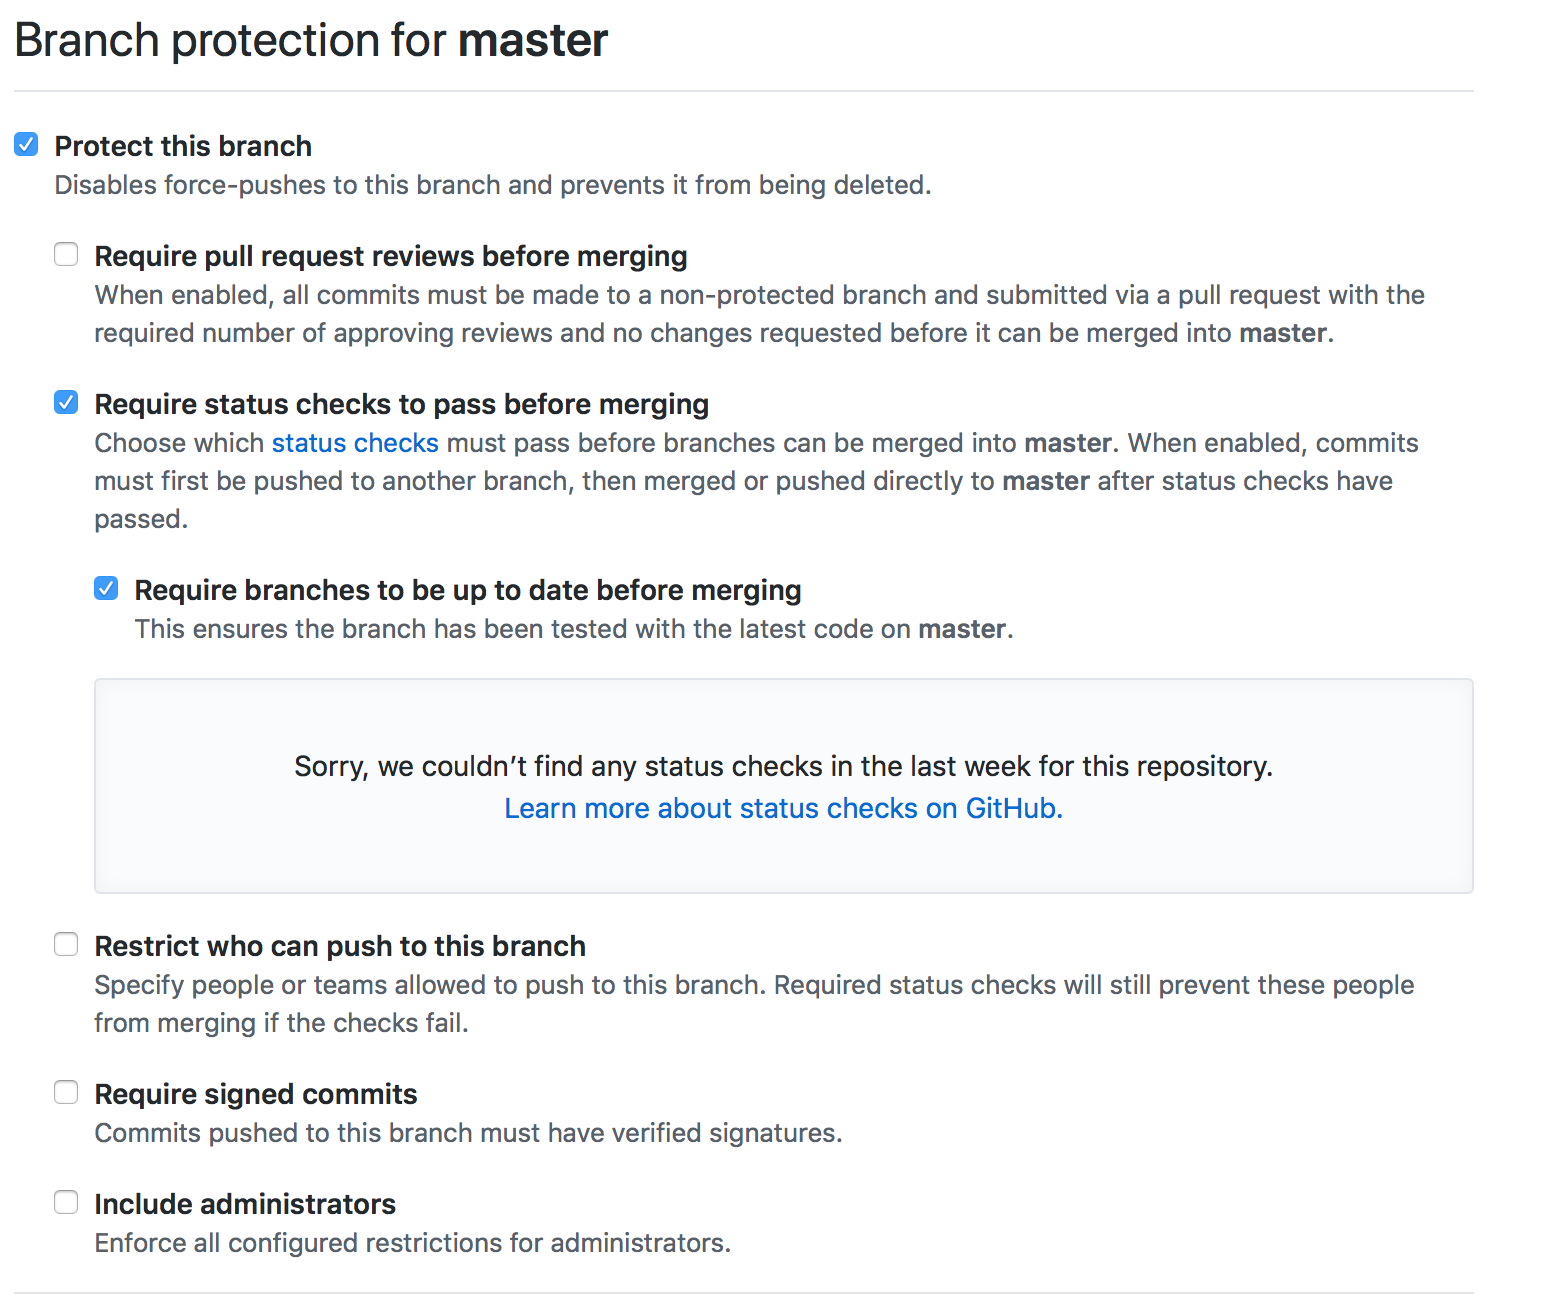 Branch protection for master
Protect this branch
Disables force-pushes to this branch and prevents it from being deleted.
Require pull request reviews before merging
When enabled, all commits must be made to a non-protected branch and submitted via a pull request with the
required number of approving reviews and no changes requested before it can be merged into master.
Require status checks to pass before merging
Choose which status checks must pass before branches can be merged into master. When enabled, commits
must first be pushed to another branch, then merged or pushed directly to master after status checks have
passed.
Require branches to be up to date before merging
This ensures the branch has been tested with the latest code on master.
Sorry, we couldn’t find any status checks in the last week for this repository.
Learn more about status checks on GitHub.
Restrict who can push to this branch
Specify people or teams allowed to push to this branch. Required status checks will still prevent these people
from merging if the checks fail.
Require signed commits
Commits pushed to this branch must have verified signatures.
Include administrators
Enforce all configured restrictions for administrators.